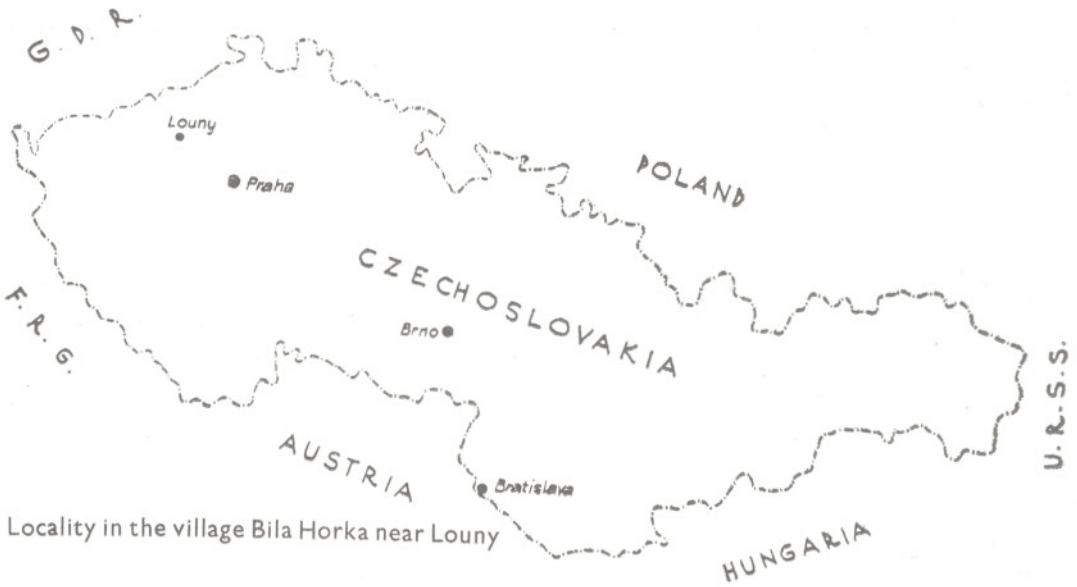 G. D. R.
Louny
Praha
POLAND
CZECHOSLOVAKIA
F. R. G.
Brno
U. R. S. S.
AUSTRIA
Bratislava
Locality in the village Bila Horka near Louny
HUNGARIA